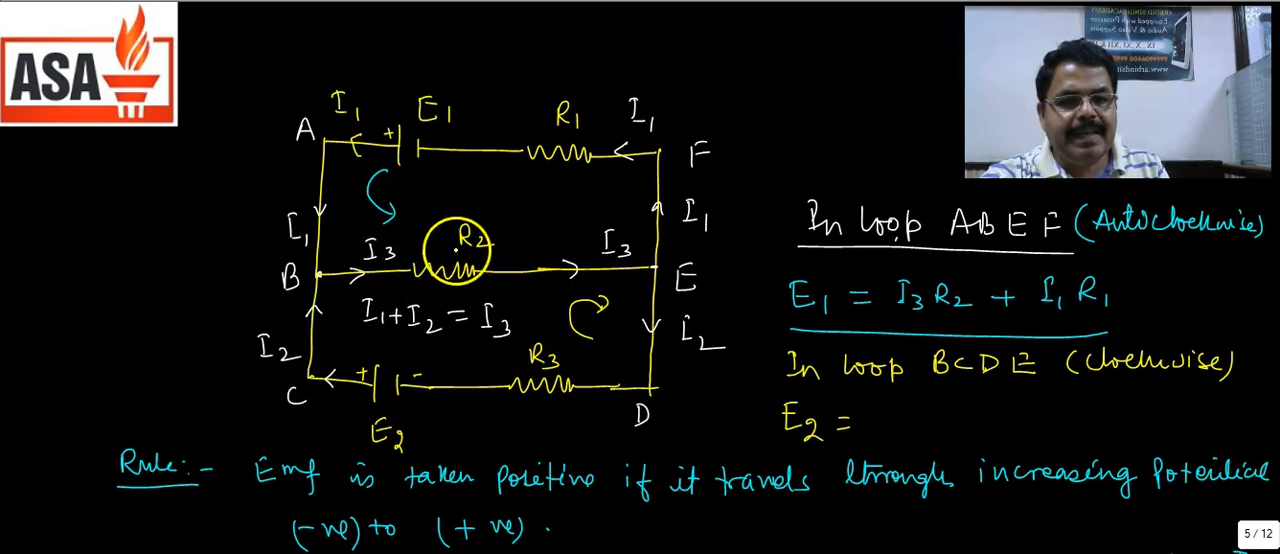 ASA
I1 E1 R1 I1
A + F
I1 R2 I1
B I3 I3 E
I1+I2 = I3
I2 R3 I2
C + - D
E2
In loop ABEF (Anticlockwise)
E1 = I3 R2 + I1 R1
In loop BCDE (Clockwise)
E2 =
Rule:- Emf is taken positive if it travels through increasing potential
(-ve) to (+ve).
5 / 12